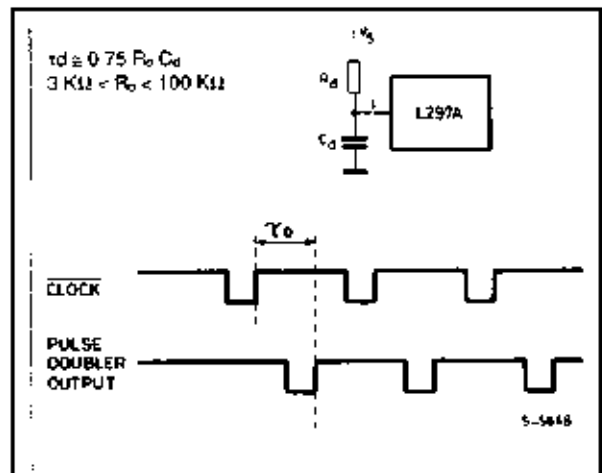 τd ≅ 0.75 Rd Cd
3 KΩ < Rd < 100 KΩ
Vs
Rd
1
L297A
Cd
τD
CLOCK
PULSE
DOUBLER
OUTPUT